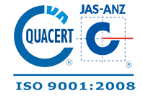 JAS-ANZ
QUACERT
C
®
®
ISO 9001:2008